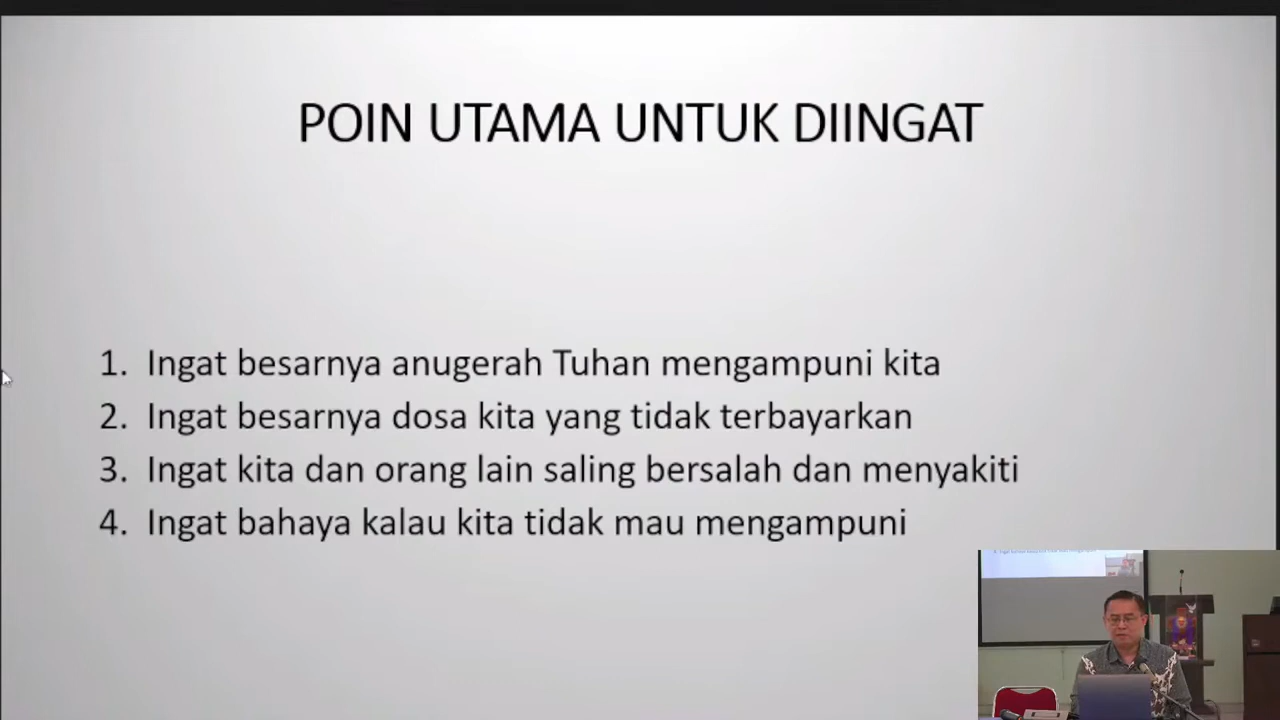 POIN UTAMA UNTUK DIINGAT
1. Ingat besarnya anugerah Tuhan mengampuni kita
2. Ingat besarnya dosa kita yang tidak terbayarkan
3. Ingat kita dan orang lain saling bersalah dan menyakiti
4. Ingat bahaya kalau kita tidak mau mengampuni